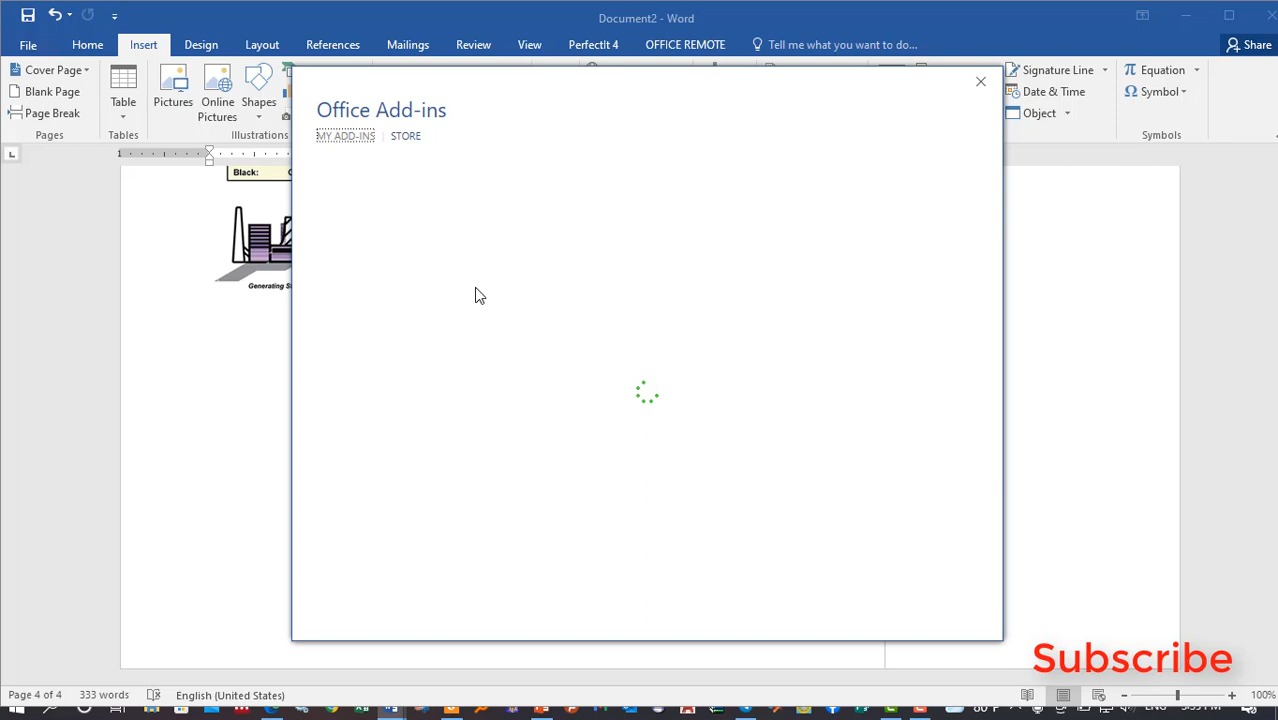 Document2 - Word
File Home Insert Design Layout References Mailings Review View PerfectIt 4 OFFICE REMOTE Tell me what you want to do... Share
Cover Page
Blank Page
Page Break
Pages
Table
Tables
Pictures
Online Pictures
Shapes
Illustrations
Signature Line
Date & Time
Object
Equation
Symbol
Symbols
Office Add-ins
MY ADD-INS STORE
1
Black:
Generating
Subscribe
Page 4 of 4 333 words English (United States) 100%
ENG